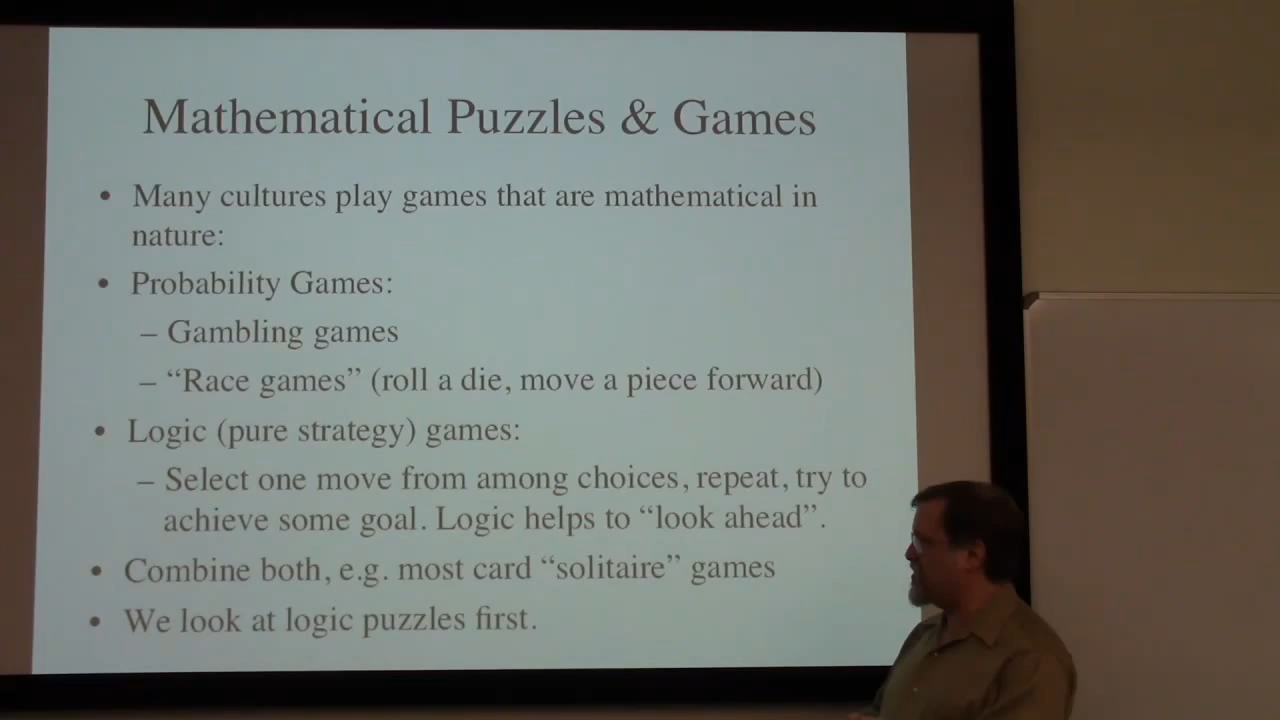 Mathematical Puzzles & Games
• Many cultures play games that are mathematical in
nature:
• Probability Games:
– Gambling games
– “Race games” (roll a die, move a piece forward)
• Logic (pure strategy) games:
– Select one move from among choices, repeat, try to
achieve some goal. Logic helps to “look ahead”.
• Combine both, e.g. most card “solitaire” games
• We look at logic puzzles first.